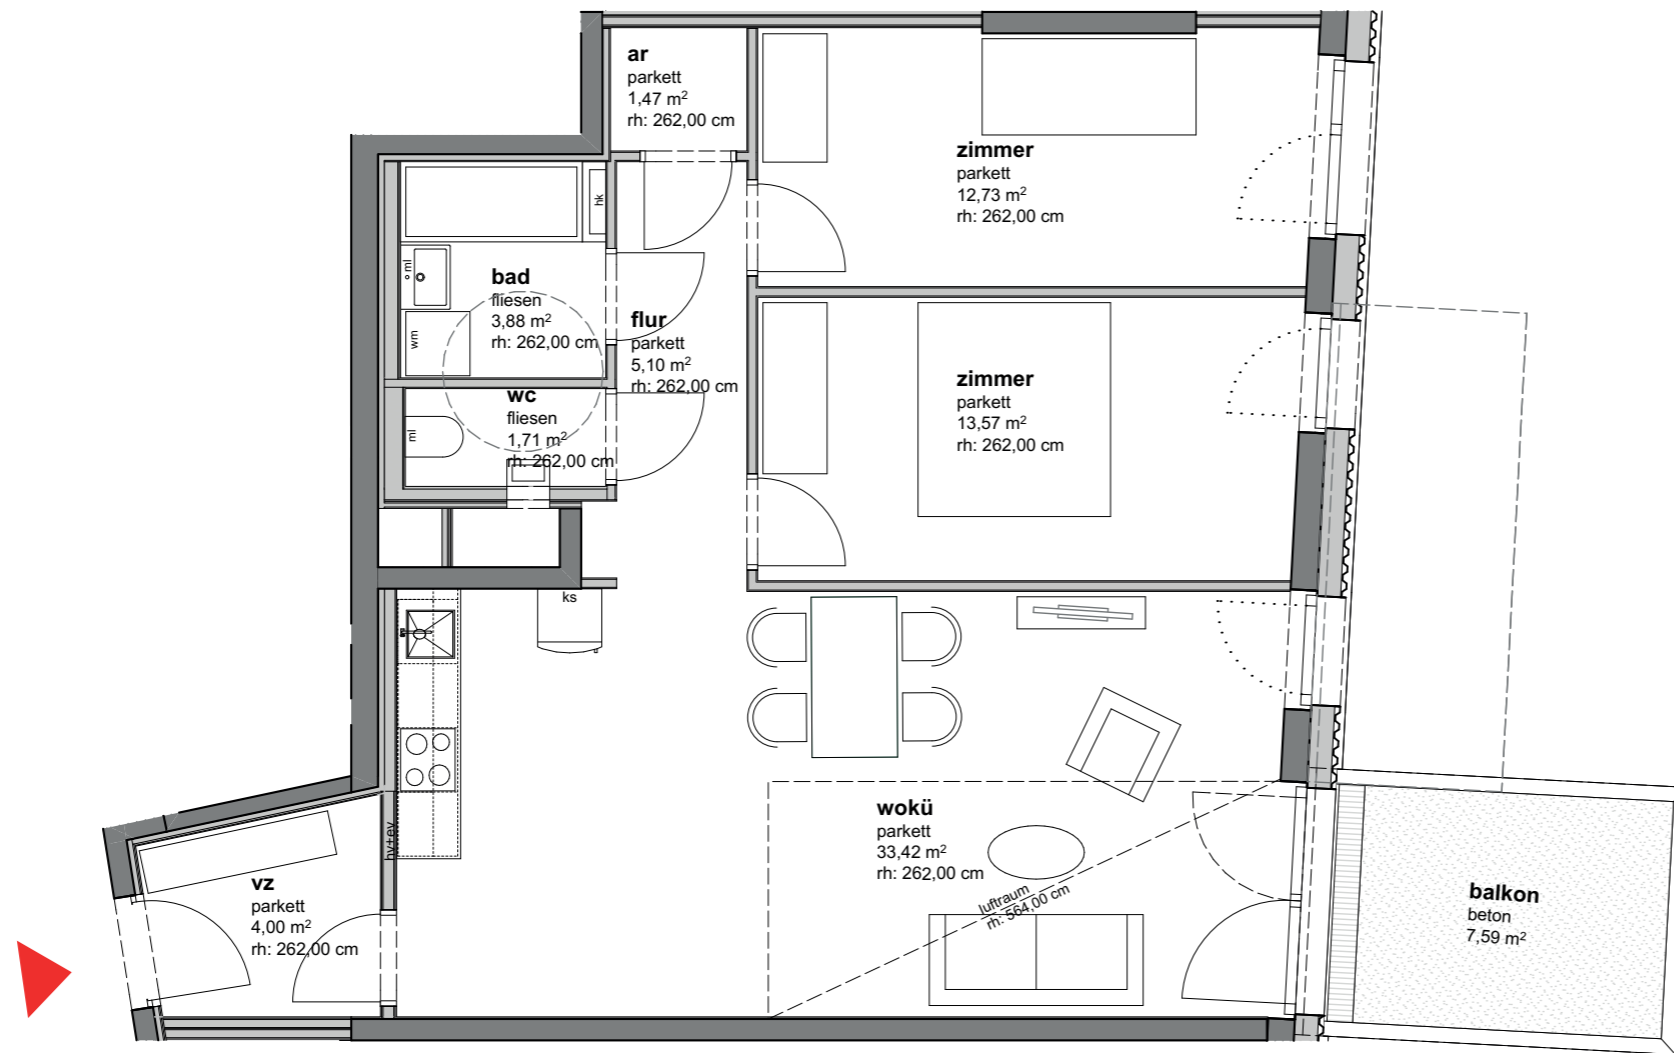 ar
parkett
1,47 m²
rh: 262,00 cm
zimmer
parkett
12,73 m²
rh: 262,00 cm
hk
ml
bad
fliesen
3,88 m²
rh: 262,00 cm
wm
flur
parkett
5,10 m²
rh: 262,00 cm
wc
fliesen
1,71 m²
rh: 262,00 cm
ml
zimmer
parkett
13,57 m²
rh: 262,00 cm
ks
wokü
parkett
33,42 m²
rh: 262,00 cm
luftraum
rh: 564,00 cm
hv+ev
vz
parkett
4,00 m²
rh: 262,00 cm
balkon
beton
7,59 m²